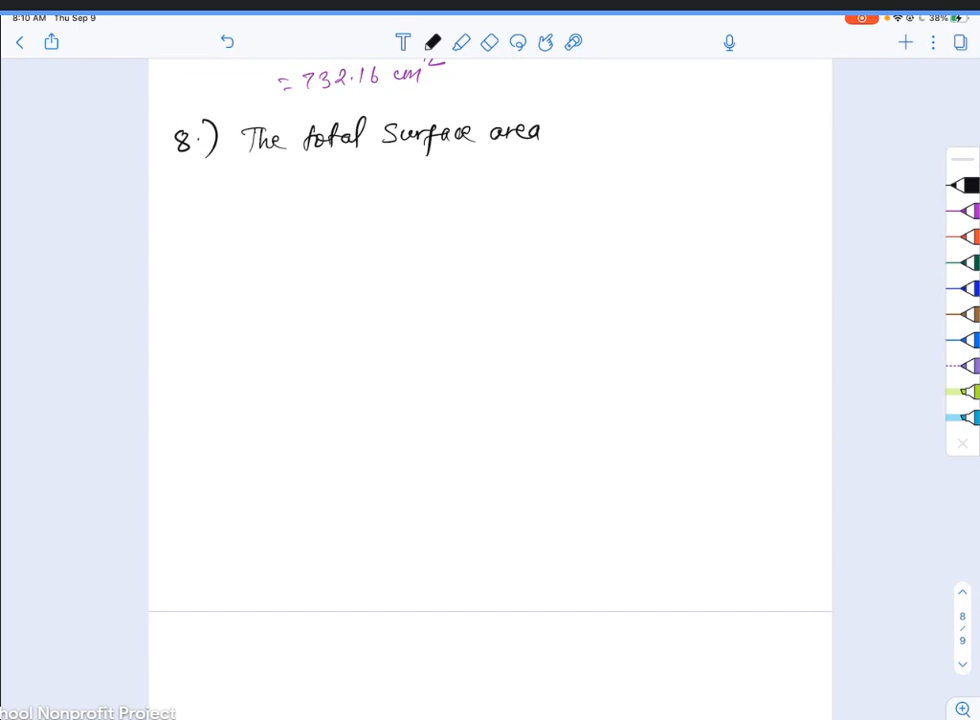 8:10 AM Thu Sep 9
38%
= 732.16 cm²
8.) The total Surface area
8
9
hool Nonprofit Project